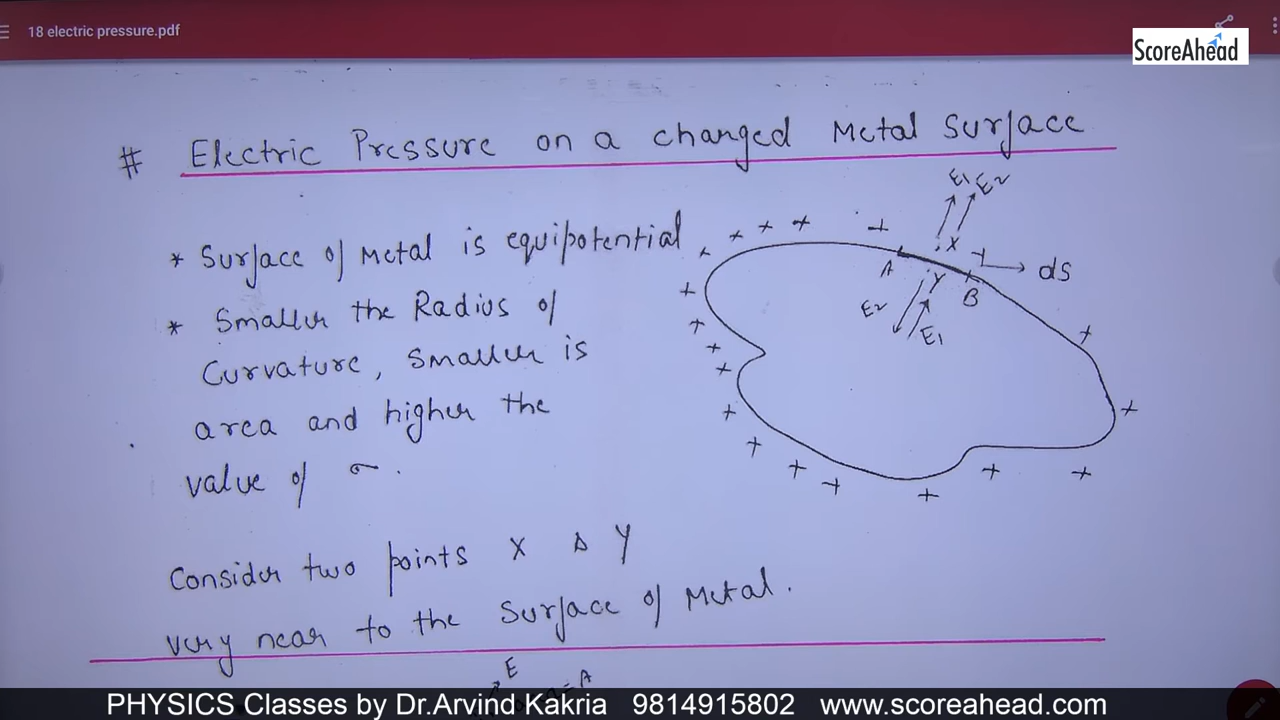 18 electric pressure.pdf
ScoreAhead
# Electric Pressure on a changed Metal Surface
* Surface of Metal is equipotential
* Smaller the Radius of
Curvature, Smaller is
area and higher the
value of σ.
Consider two points X & Y
very near to the Surface of Metal.
E1 E2
X
A
Y
B
dS
E2
E1
+ + + + + + + + + + + + + + + + + + + +
E
= A
PHYSICS Classes by Dr.Arvind Kakria 9814915802 www.scoreahead.com